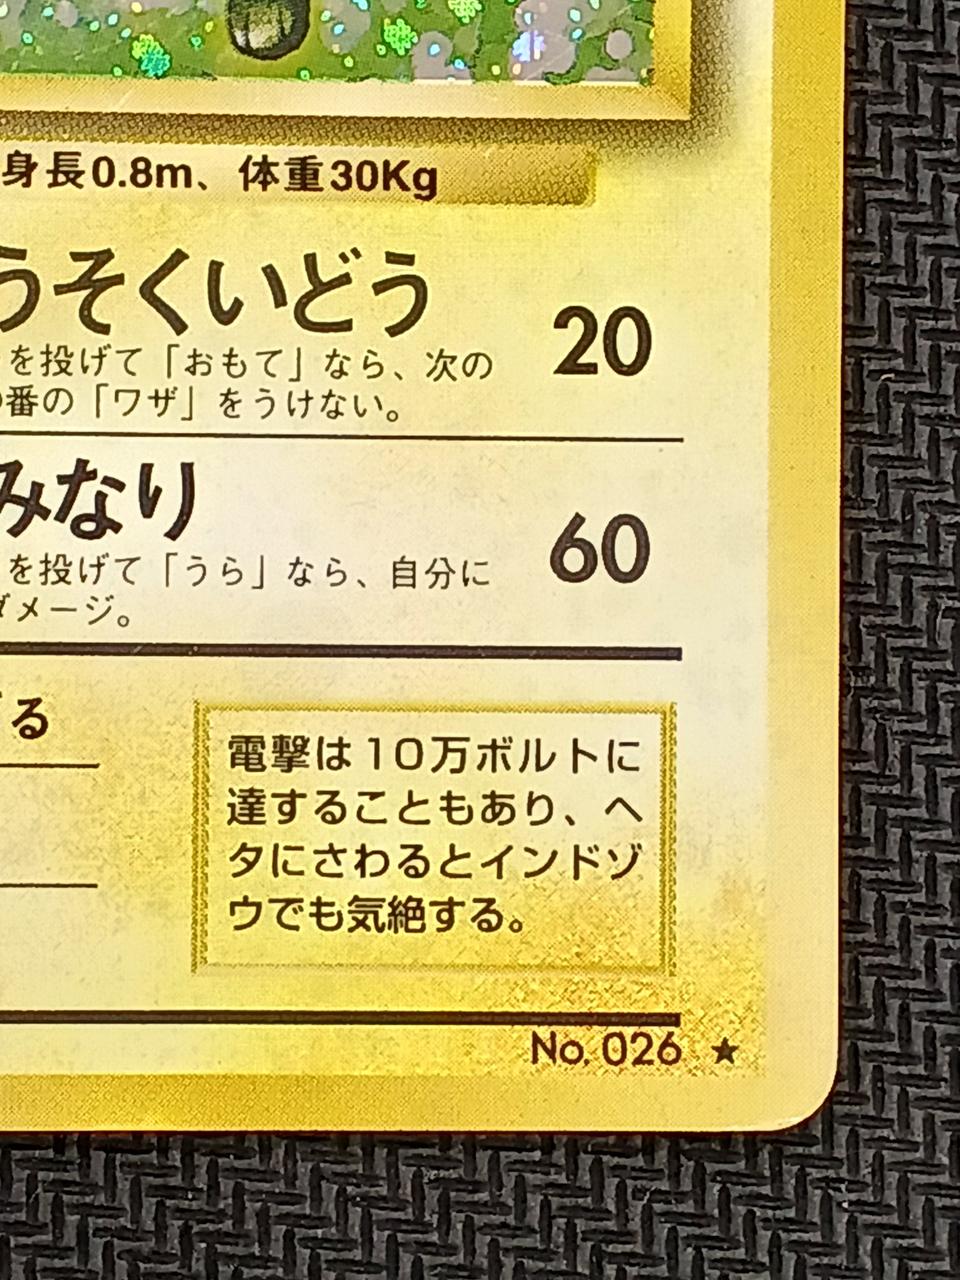 身長0.8m、体重30Kg
うそくいどう
20
を投げて「おもて」なら、次の
番の「ワザ」をうけない。
みなり
60
を投げて「うら」なら、自分に
ダメージ。
る
電撃は10万ボルトに
達することもあり、ヘ
タにさわるとインドゾ
ウでも気絶する。
No. 026 ★